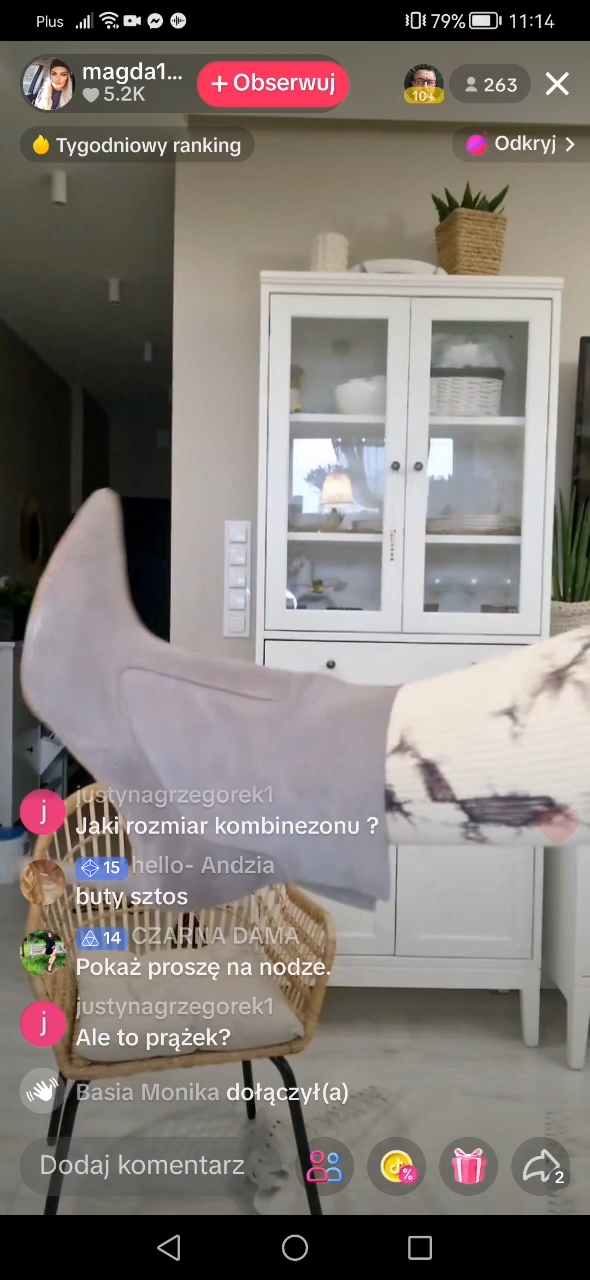 Plus 79% 11:14
magda1...
5.2K
+ Obserwuj
10+
263
Tygodniowy ranking
Odkryj >
justynagrzegorek1
j
Jaki rozmiar kombinezonu ?
15 hello- Andzia
buty sztos
14 CZARNA DAMA
Pokaż proszę na nodze.
justynagrzegorek1
j
Ale to prążek?
Basia Monika dołączył(a)
Dodaj komentarz
%
2